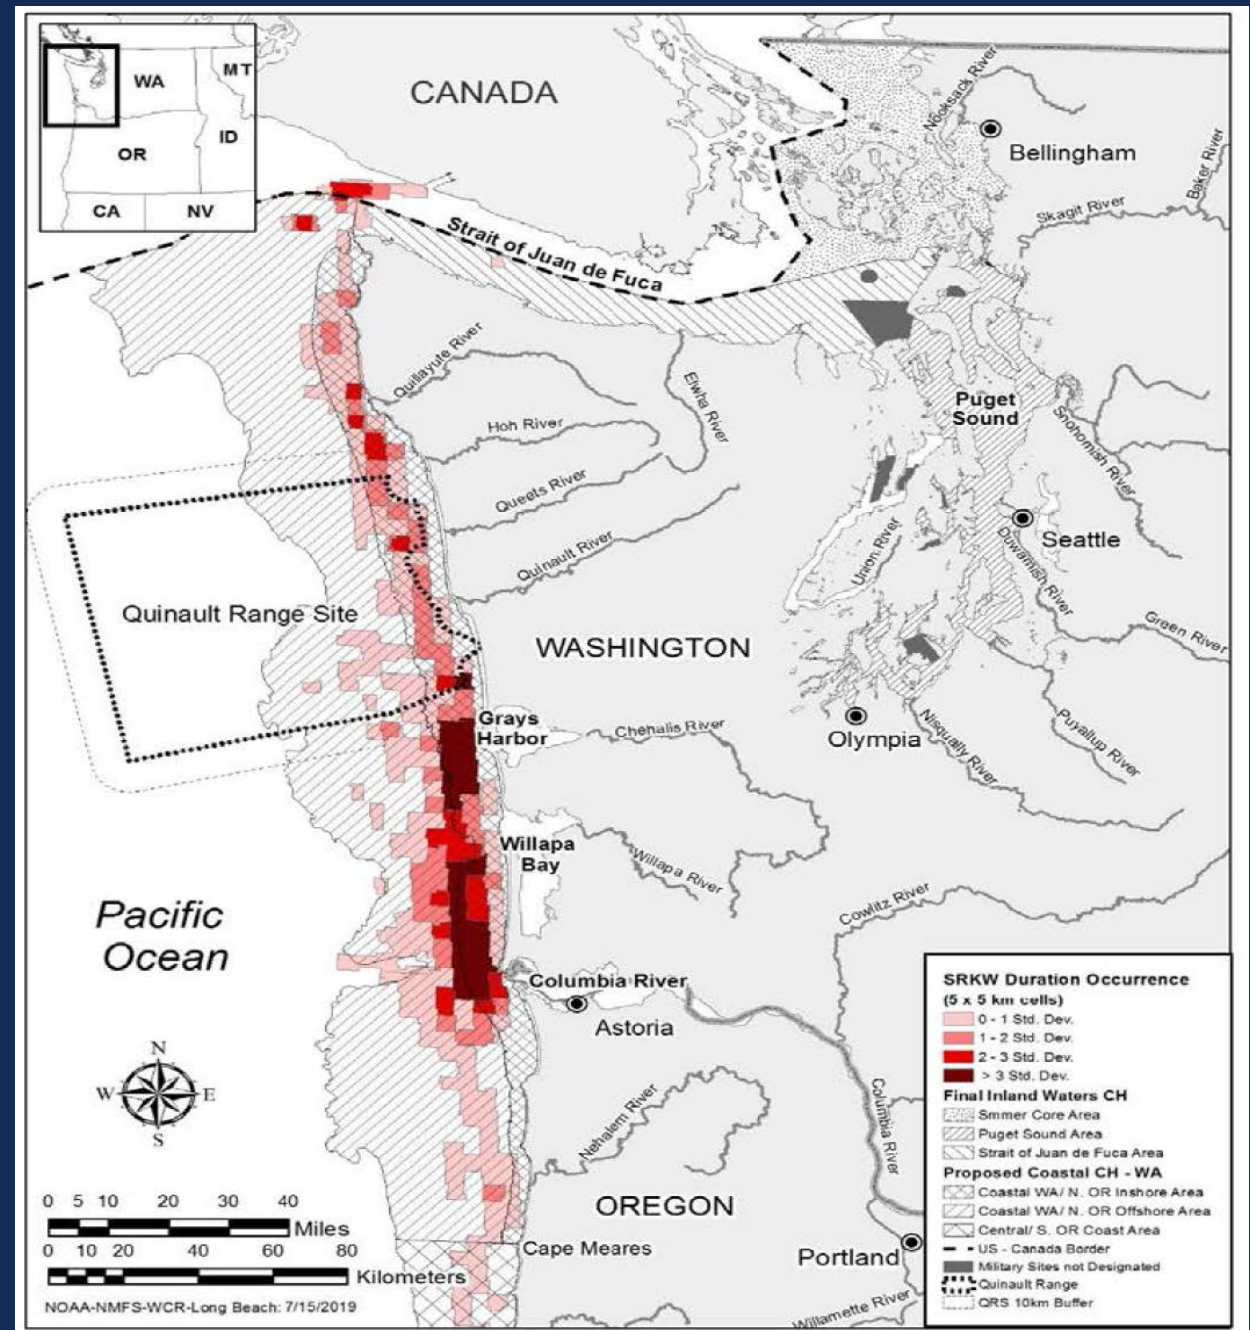 WA
MT
OR
ID
CA
NV
CANADA
Nooksack River
Bellingham
Baker River
Skagit River
Strait of Juan de Fuca
Quillayute River
Elwha River
Hoh River
Puget
Sound
Snohomish River
Queets River
Seattle
Quinault River
Union River
Duwamish River
Green River
Quinault Range Site
WASHINGTON
Grays
Harbor
Chehalis River
Olympia
Nisqually River
Puyallup River
Willapa
Bay
Willapa River
Cowlitz River
Pacific
Ocean
Columbia River
Astoria
N
W
E
S
Nehalem River
Columbia River
OREGON
Cape Meares
Portland
Willamette River
0 5 10 20 30 40
Miles
0 10 20 40 60 80
Kilometers
NOAA-NMFS-WCR-Long Beach: 7/15/2019
SRKW Duration Occurrence
(5 x 5 km cells)
0 - 1 Std. Dev.
1 - 2 Std. Dev.
2 - 3 Std. Dev.
> 3 Std. Dev.
Final Inland Waters CH
Smmer Core Area
Puget Sound Area
Strait of Juan de Fuca Area
Proposed Coastal CH - WA
Coastal WA/ N. OR Inshore Area
Coastal WA/ N. OR Offshore Area
Central/ S. OR Coast Area
US - Canada Border
Military Sites not Designated
Quinault Range
QRS 10km Buffer